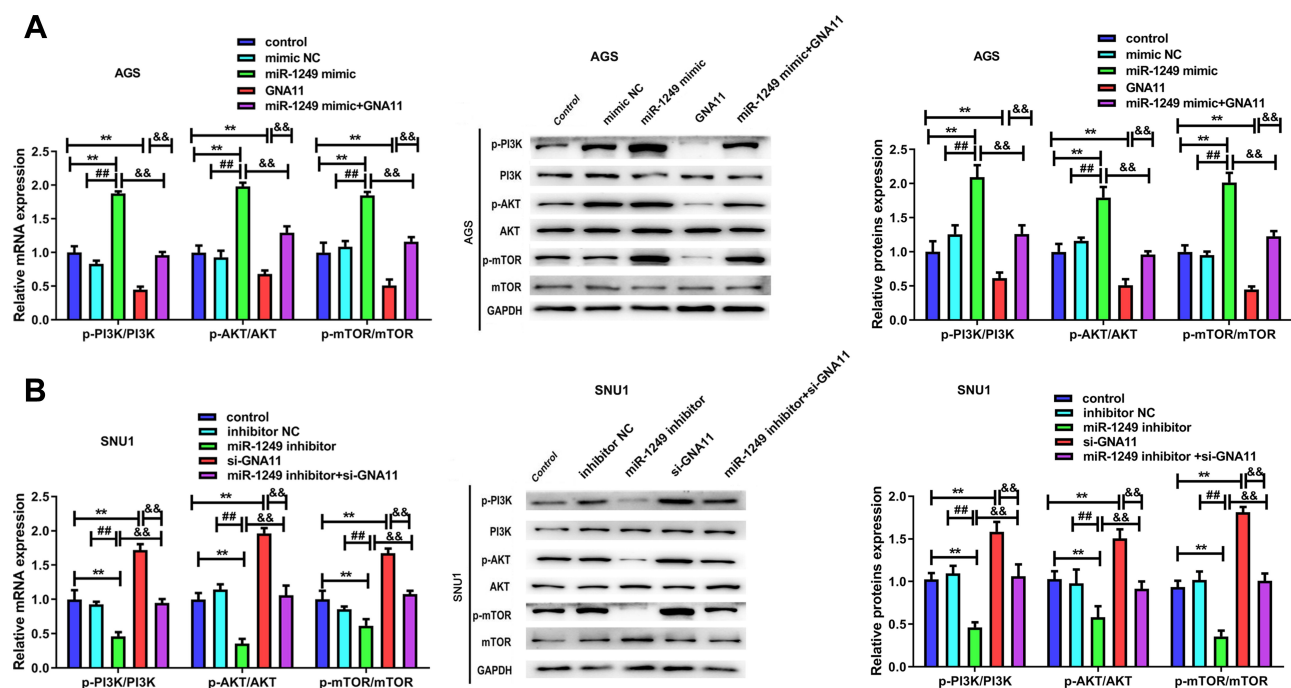 A
AGS
control
mimic NC
miR-1249 mimic
GNA11
miR-1249 mimic+GNA11
** ** ## && &&
** ** ## && &&
** ** ## && &&
Relative mRNA expression
2.5
2.0
1.5
1.0
0.5
0.0
p-PI3K/PI3K p-AKT/AKT p-mTOR/mTOR
AGS
Control mimic NC miR-1249 mimic GNA11 miR-1249 mimic+GNA11
AGS
p-PI3K
PI3K
p-AKT
AKT
p-mTOR
mTOR
GAPDH
AGS
control
mimic NC
miR-1249 mimic
GNA11
miR-1249 mimic+GNA11
** ** ## && &&
** ** ## && &&
** ** ## && &&
Relative proteins expression
2.5
2.0
1.5
1.0
0.5
0.0
p-PI3K/PI3K p-AKT/AKT p-mTOR/mTOR
B
SNU1
control
inhibitor NC
miR-1249 inhibitor
si-GNA11
miR-1249 inhibitor+si-GNA11
** && ## && **
** && ## && **
** && ## && **
Relative mRNA expression
2.5
2.0
1.5
1.0
0.5
0.0
p-PI3K/PI3K p-AKT/AKT p-mTOR/mTOR
SNU1
Control inhibitor NC miR-1249 inhibitor si-GNA11 miR-1249 inhibitor+si-GNA11
SNU1
p-PI3K
PI3K
p-AKT
AKT
p-mTOR
mTOR
GAPDH
SNU1
control
inhibitor NC
miR-1249 inhibitor
si-GNA11
miR-1249 inhibitor +si-GNA11
** && ## && **
** && ## && **
** && ## && **
Relative proteins expression
2.0
1.5
1.0
0.5
0.0
p-PI3K/PI3K p-AKT/AKT p-mTOR/mTOR